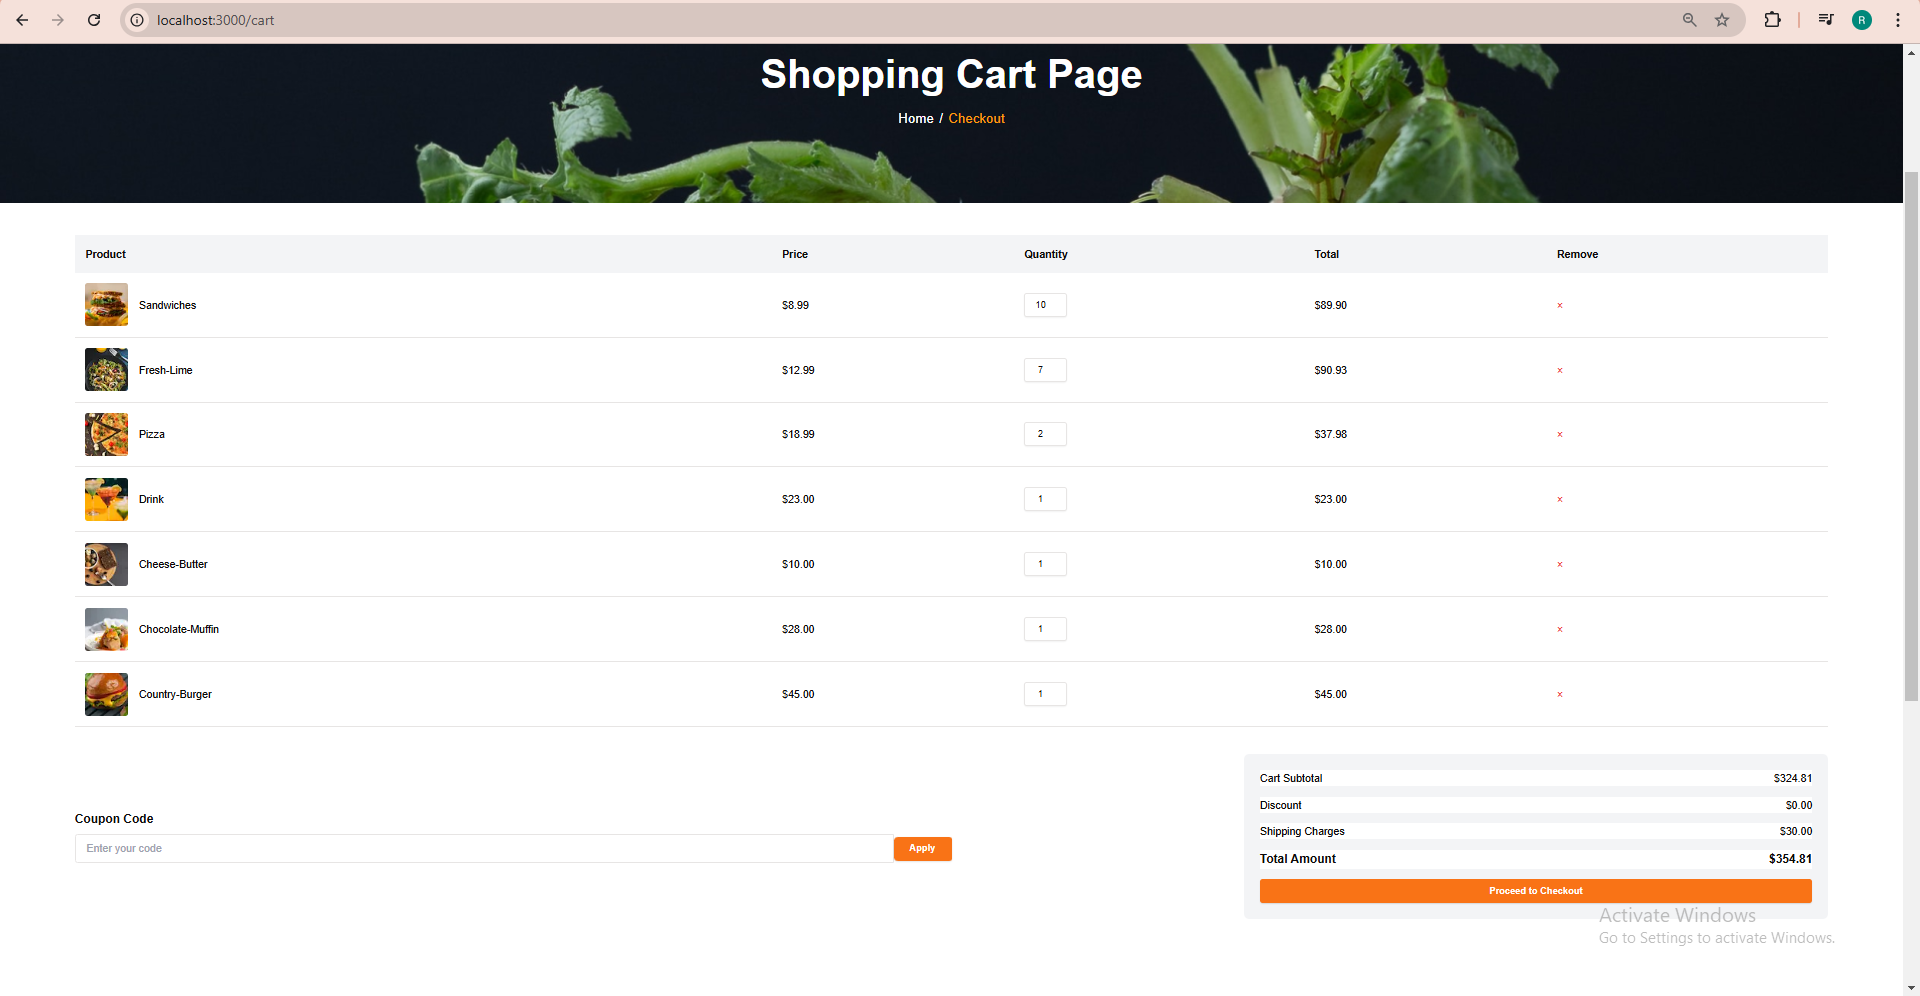 localhost:3000/cart
R
Shopping Cart Page
Home / Checkout
Product Price Quantity Total Remove
Sandwiches $8.99 10 $89.90 ×
Fresh-Lime $12.99 7 $90.93 ×
Pizza $18.99 2 $37.98 ×
Drink $23.00 1 $23.00 ×
Cheese-Butter $10.00 1 $10.00 ×
Chocolate-Muffin $28.00 1 $28.00 ×
Country-Burger $45.00 1 $45.00 ×
Coupon Code
Enter your code Apply
Cart Subtotal $324.81
Discount $0.00
Shipping Charges $30.00
Total Amount $354.81
Proceed to Checkout
Activate Windows
Go to Settings to activate Windows.